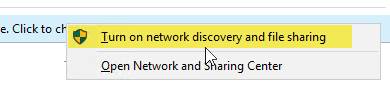 e. Click to ch
Turn on network discovery and file sharing
Open Network and Sharing Center